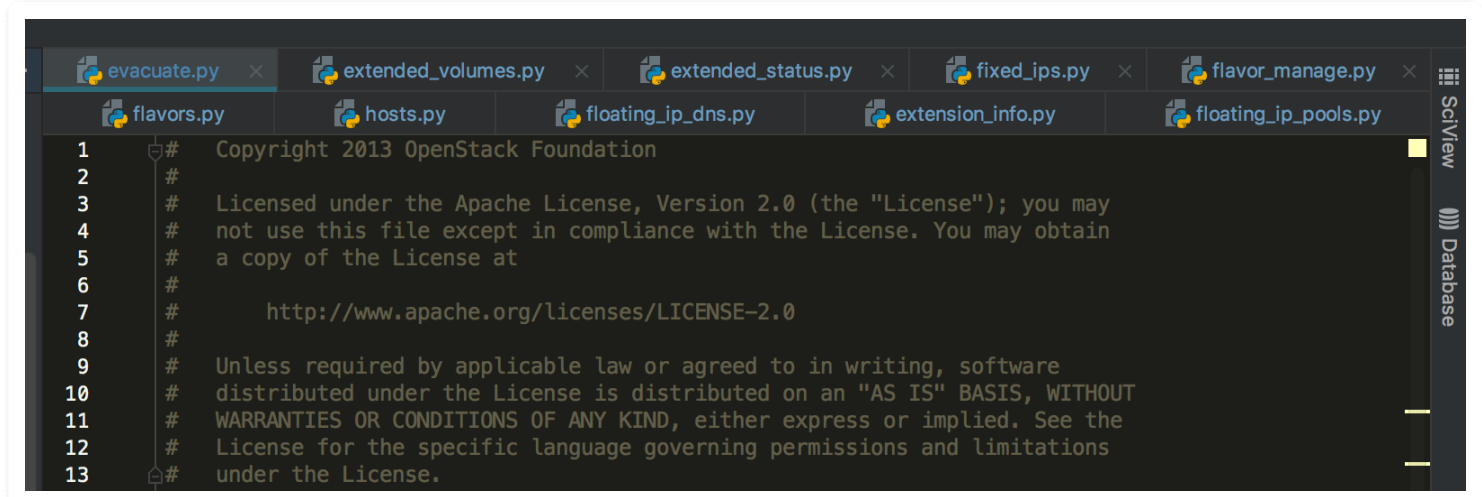 evacuate.py extended_volumes.py extended_status.py fixed_ips.py flavor_manage.py
flavors.py hosts.py floating_ip_dns.py extension_info.py floating_ip_pools.py
1 # Copyright 2013 OpenStack Foundation
2 #
3 # Licensed under the Apache License, Version 2.0 (the "License"); you may
4 # not use this file except in compliance with the License. You may obtain
5 # a copy of the License at
6 #
7 #     http://www.apache.org/licenses/LICENSE-2.0
8 #
9 # Unless required by applicable law or agreed to in writing, software
10 # distributed under the License is distributed on an "AS IS" BASIS, WITHOUT
11 # WARRANTIES OR CONDITIONS OF ANY KIND, either express or implied. See the
12 # License for the specific language governing permissions and limitations
13 # under the License.
SciView
Database